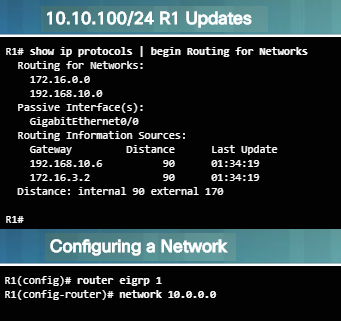 10.10.100/24 R1 Updates
R1# show ip protocols | begin Routing for Networks
Routing for Networks:
172.16.0.0
192.168.10.0
Passive Interface(s):
GigabitEthernet0/0
Routing Information Sources:
Gateway Distance Last Update
192.168.10.6 90 01:34:19
172.16.3.2 90 01:34:19
Distance: internal 90 external 170
R1#
Configuring a Network
R1(config)# router eigrp 1
R1(config-router)# network 10.0.0.0